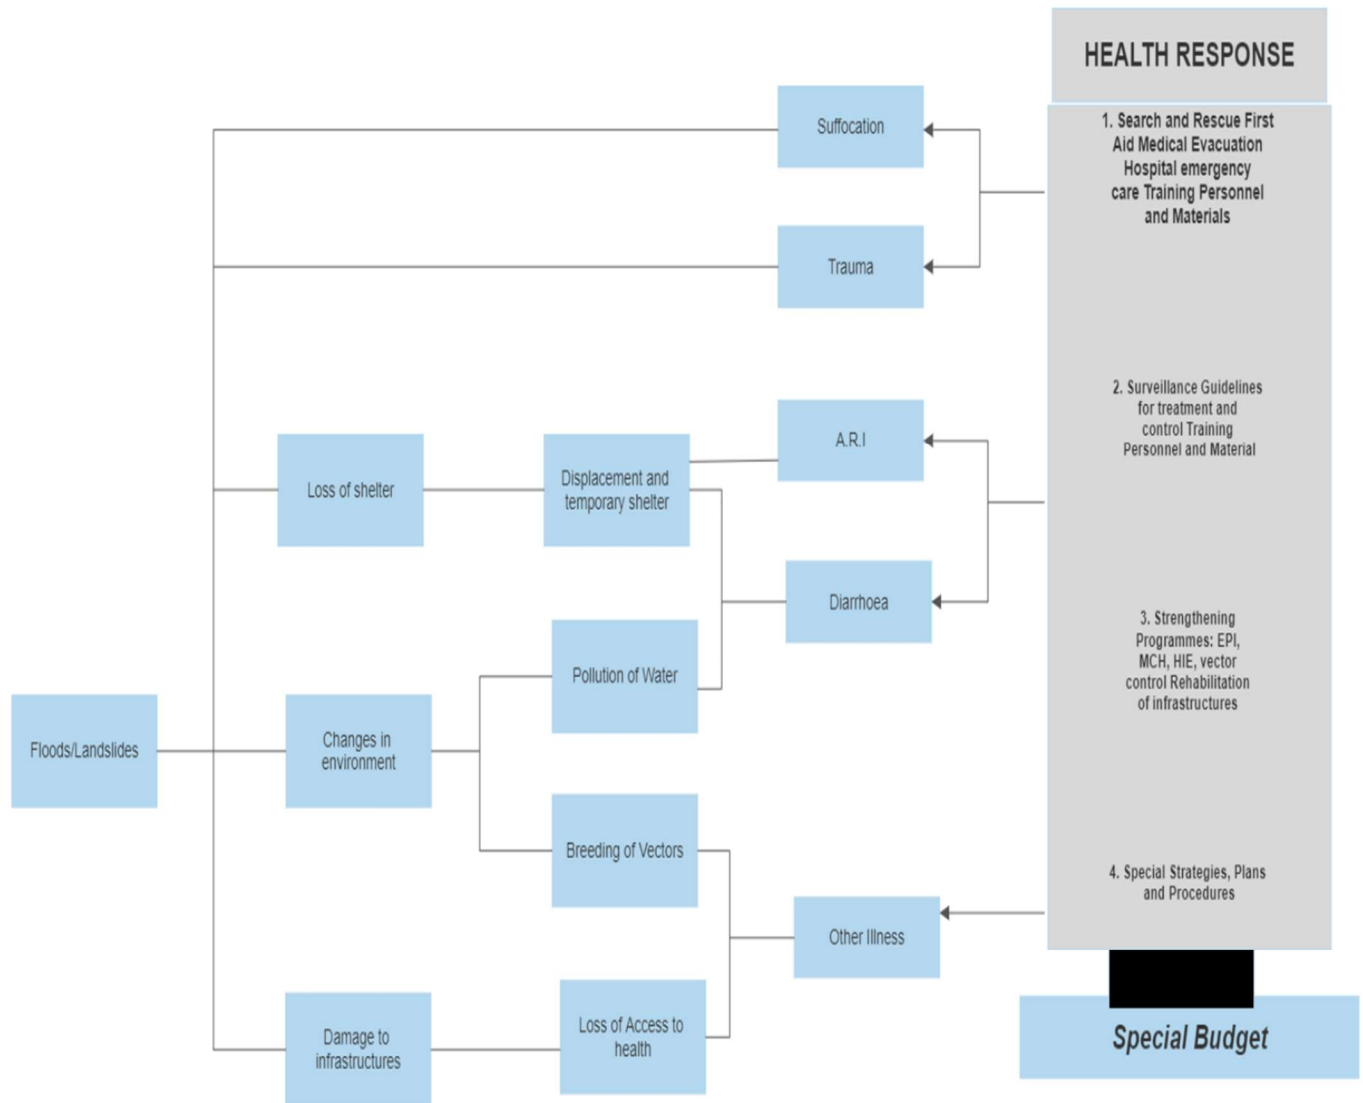 HEALTH RESPONSE
1. Search and Rescue First
Aid Medical Evacuation
Hospital emergency
care Training Personnel
and Materials
Suffocation
Trauma
2. Surveillance Guidelines
for treatment and
control Training
Personnel and Material
A.R.I
Loss of shelter
Displacement and
temporary shelter
Diarrhoea
3. Strengthening
Programmes: EPI,
MCH, HIE, vector
control Rehabilitation
of infrastructures
Pollution of Water
Floods/Landslides
Changes in
environment
Breeding of Vectors
4. Special Strategies, Plans
and Procedures
Other Illness
Damage to
infrastructures
Loss of Access to
health
Special Budget